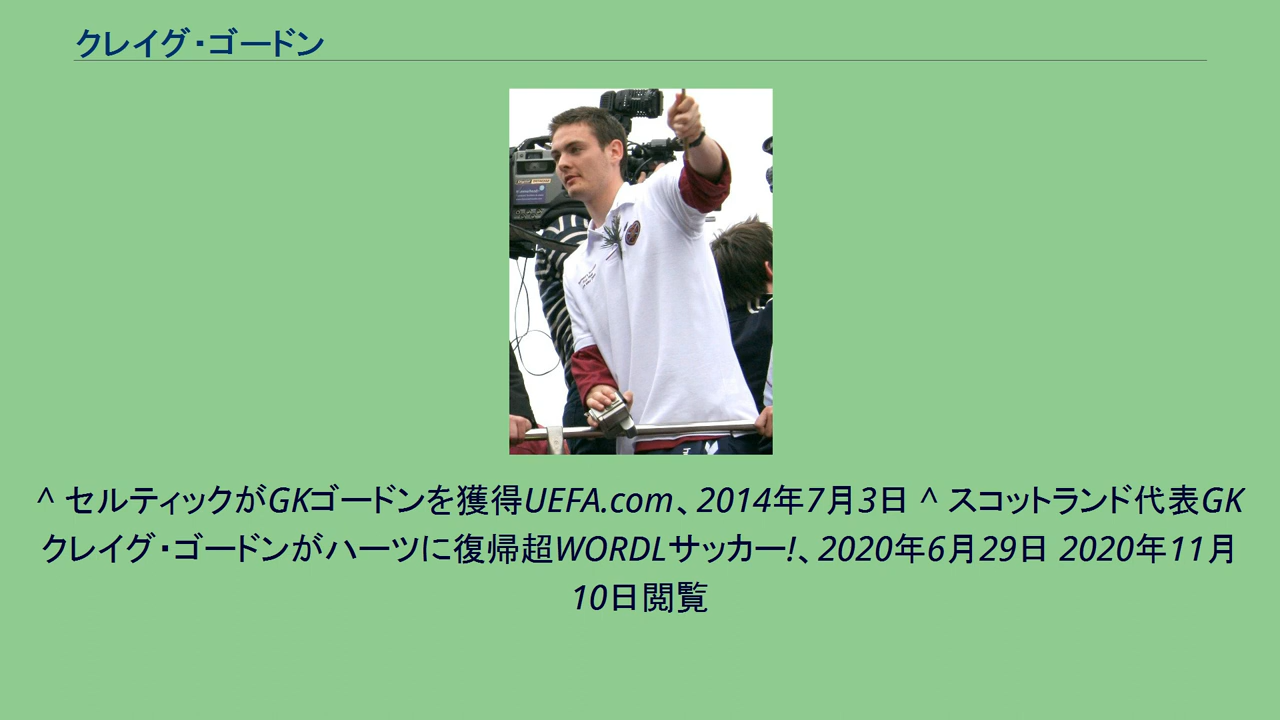 クレイグ・ゴードン
^ セルティックがGKゴードンを獲得UEFA.com、2014年7月3日 ^ スコットランド代表GK
クレイグ・ゴードンがハーツに復帰超WORDLサッカー!、2020年6月29日 2020年11月
10日閲覧